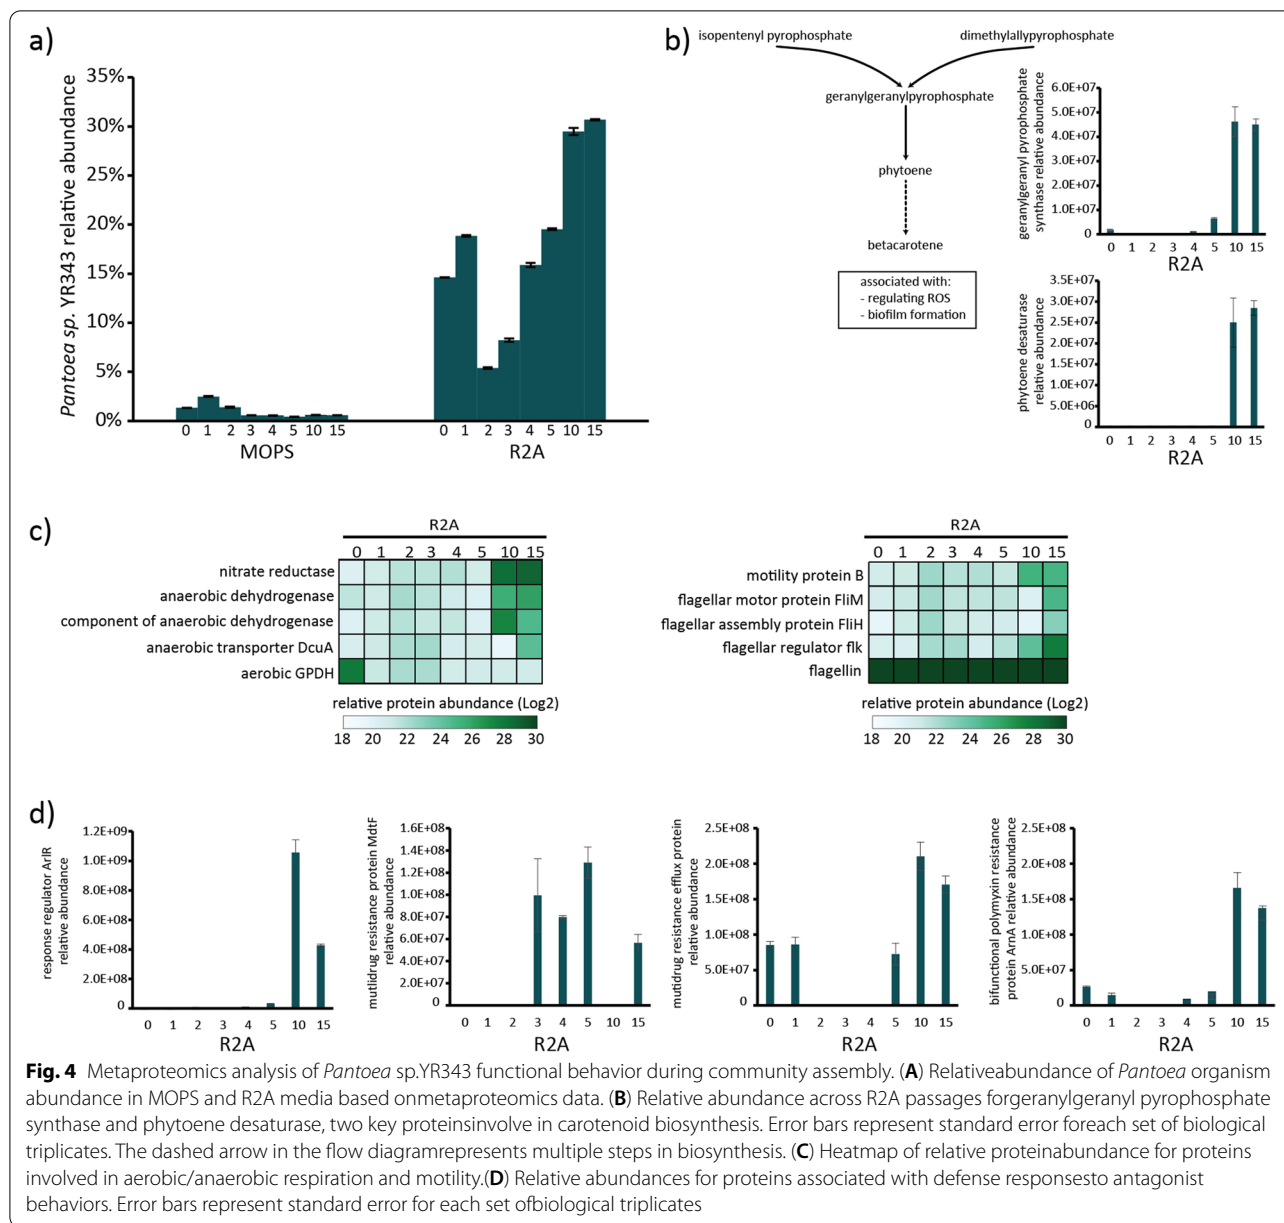 a)
Pantoea sp. YR343 relative abundance
35%
30%
25%
20%
15%
10%
5%
0%
0 1 2 3 4 5 10 15
MOPS
0 1 2 3 4 5 10 15
R2A
b)
isopentenyl pyrophosphate
dimethylallypyrophosphate
geranylgeranylpyrophosphate
phytoene
betacarotene
associated with:
- regulating ROS
- biofilm formation
geranylgeranyl pyrophosphate
synthase relative abundance
6.0E+07
5.0E+07
4.0E+07
3.0E+07
2.0E+07
1.0E+07
0
0 1 2 3 4 5 10 15
R2A
phytoene desaturase
relative abundance
3.5E+07
3.0E+07
2.5E+07
2.0E+07
1.5E+07
1.0E+07
5.0E+06
0
0 1 2 3 4 5 10 15
R2A
c)
R2A
0 1 2 3 4 5 10 15
nitrate reductase
anaerobic dehydrogenase
component of anaerobic dehydrogenase
anaerobic transporter DcuA
aerobic GPDH
relative protein abundance (Log2)
18 20 22 24 26 28 30
R2A
0 1 2 3 4 5 10 15
motility protein B
flagellar motor protein FliM
flagellar assembly protein FliH
flagellar regulator flk
flagellin
relative protein abundance (Log2)
18 20 22 24 26 28 30
d)
response regulator ArlR
relative abundance
1.2E+09
1.0E+09
8.0E+08
6.0E+08
4.0E+08
2.0E+08
0
0 1 2 3 4 5 10 15
R2A
mutlidrug resistance protein MdtF
relative abundance
1.6E+08
1.4E+08
1.2E+08
1.0E+08
8.0E+07
6.0E+07
4.0E+07
2.0E+07
0
0 1 2 3 4 5 10 15
R2A
mutidrug resistance efflux protein
relative abundance
2.5E+08
2.0E+08
1.5E+08
1.0E+08
5.0E+07
0
0 1 2 3 4 5 10 15
R2A
bifunctional polymyxin resistance
protein ArnA relative abundance
2.5E+08
2.0E+08
1.5E+08
1.0E+08
5.0E+07
0
0 1 2 3 4 5 10 15
R2A
Fig. 4 Metaproteomics analysis of Pantoea sp.YR343 functional behavior during community assembly. (A) Relativeabundance of Pantoea organism
abundance in MOPS and R2A media based onmetaproteomics data. (B) Relative abundance across R2A passages forgeranylgeranyl pyrophosphate
synthase and phytoene desaturase, two key proteinsinvolve in carotenoid biosynthesis. Error bars represent standard error foreach set of biological
triplicates. The dashed arrow in the flow diagramrepresents multiple steps in biosynthesis. (C) Heatmap of relative proteinabundance for proteins
involved in aerobic/anaerobic respiration and motility.(D) Relative abundances for proteins associated with defense responsesto antagonist
behaviors. Error bars represent standard error for each set ofbiological triplicates